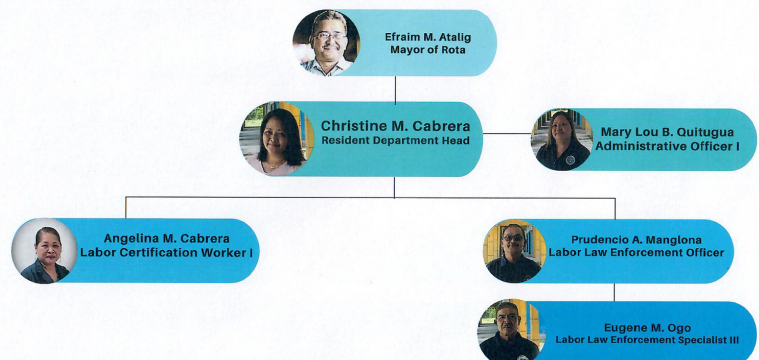 Efraim M. Atalig
Mayor of Rota
Christine M. Cabrera
Resident Department Head
Mary Lou B. Quitugua
Administrative Officer I
Angelina M. Cabrera
Labor Certification Worker I
Prudencio A. Manglona
Labor Law Enforcement Officer
Eugene M. Ogo
Labor Law Enforcement Specialist III